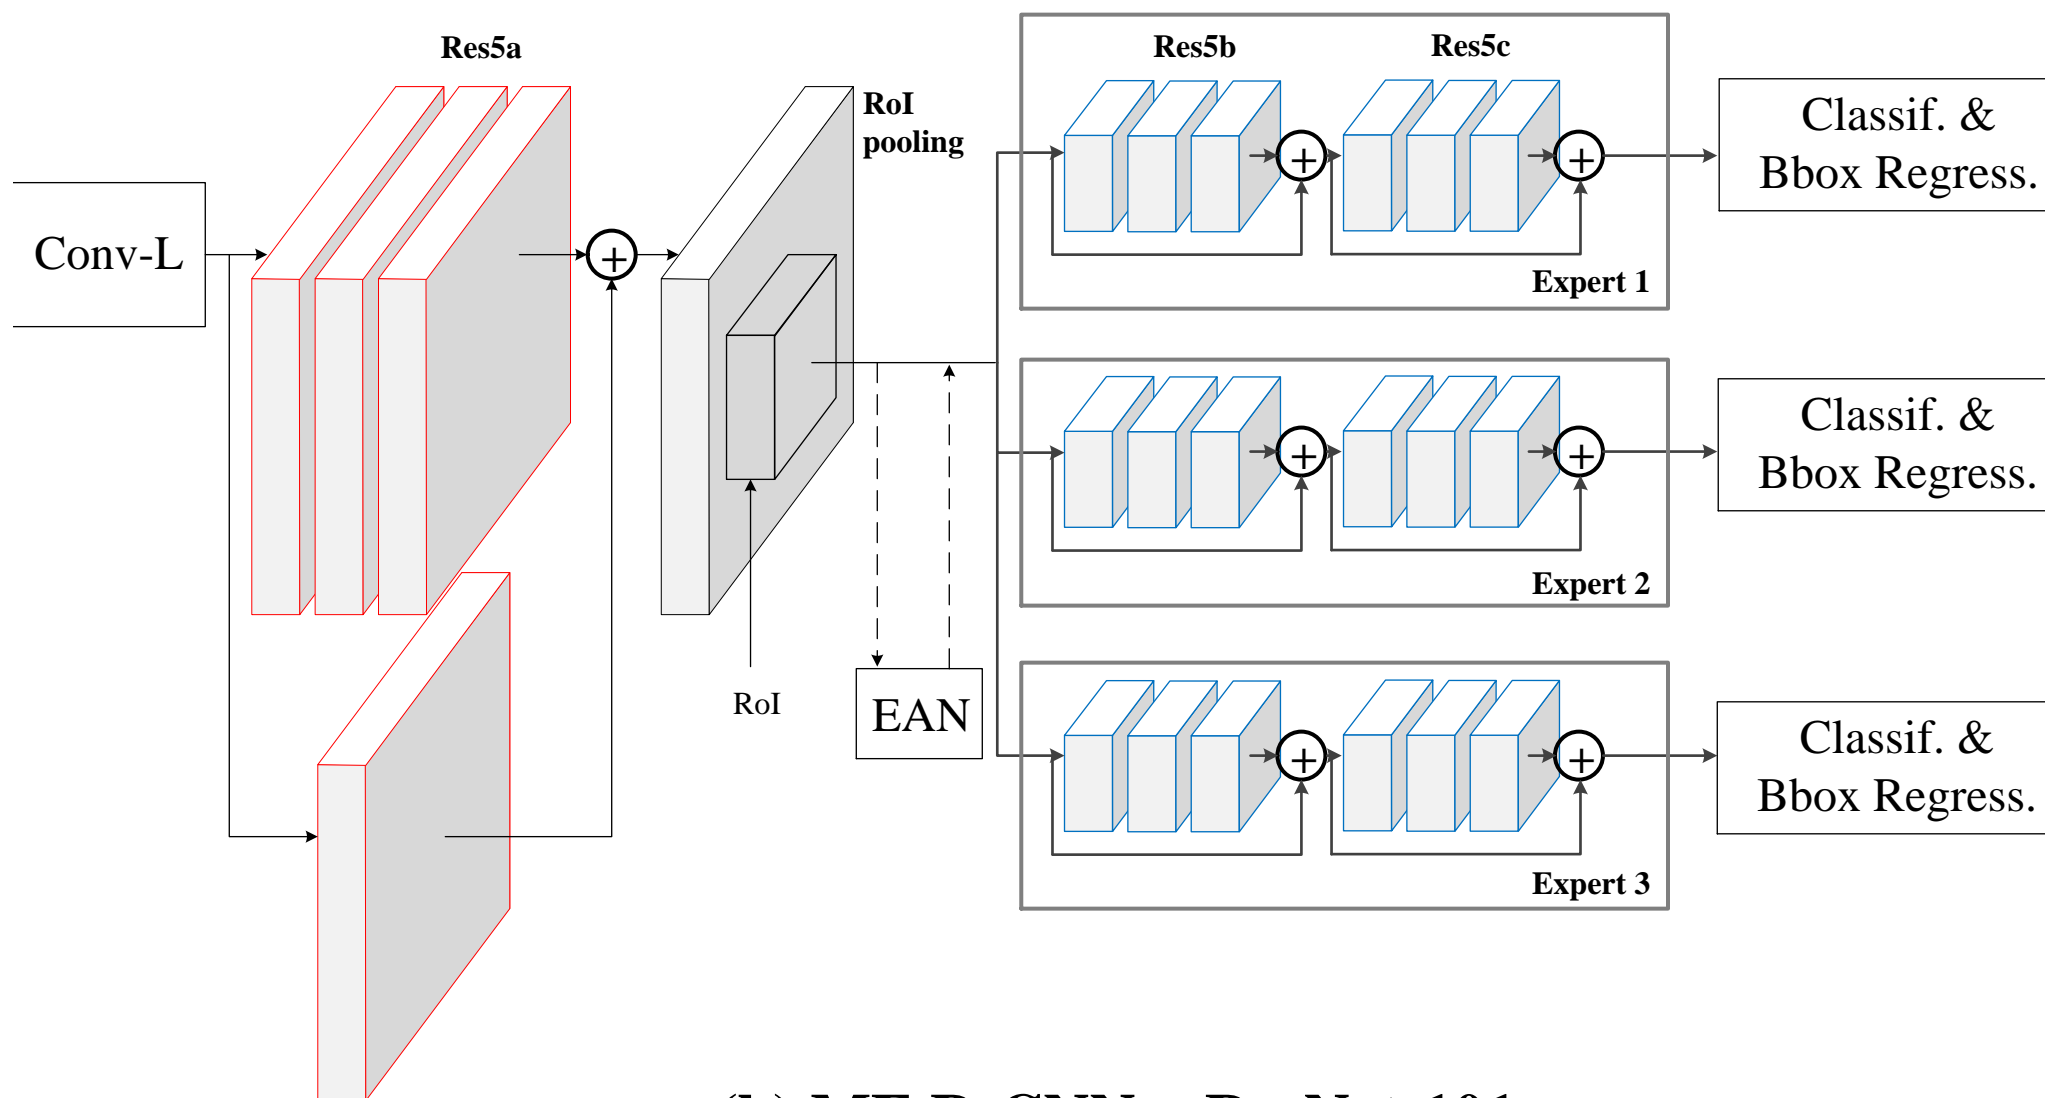 Res5a
Conv-L
RoI
pooling
RoI
EAN
Res5b
Res5c
Expert 1
Classif. &
Bbox Regress.
Expert 2
Classif. &
Bbox Regress.
Expert 3
Classif. &
Bbox Regress.